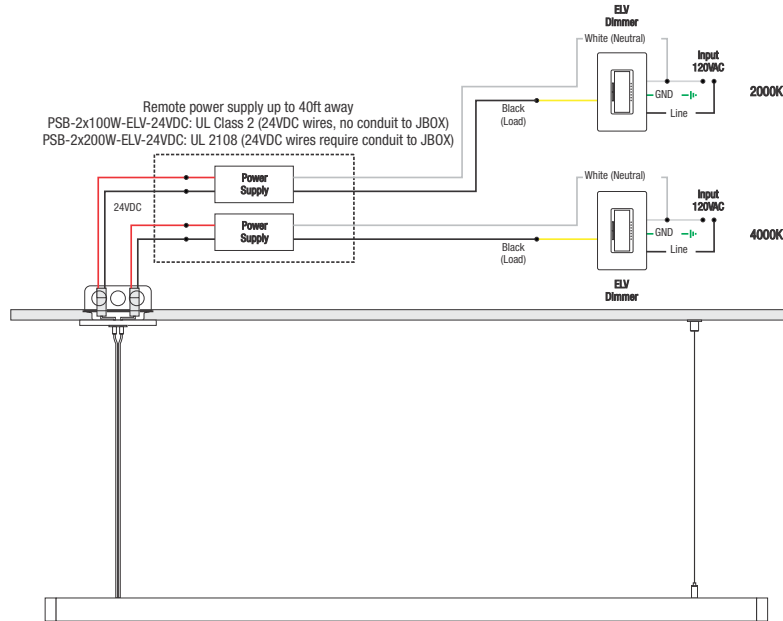 ELV
Dimmer
White (Neutral)
Input
120VAC
2000K
GND
Line
Black
(Load)
Remote power supply up to 40ft away
PSB-2x100W-ELV-24VDC: UL Class 2 (24VDC wires, no conduit to JBOX)
PSB-2x200W-ELV-24VDC: UL 2108 (24VDC wires require conduit to JBOX)
Power
Supply
24VDC
Power
Supply
White (Neutral)
Input
120VAC
4000K
GND
Line
Black
(Load)
ELV
Dimmer